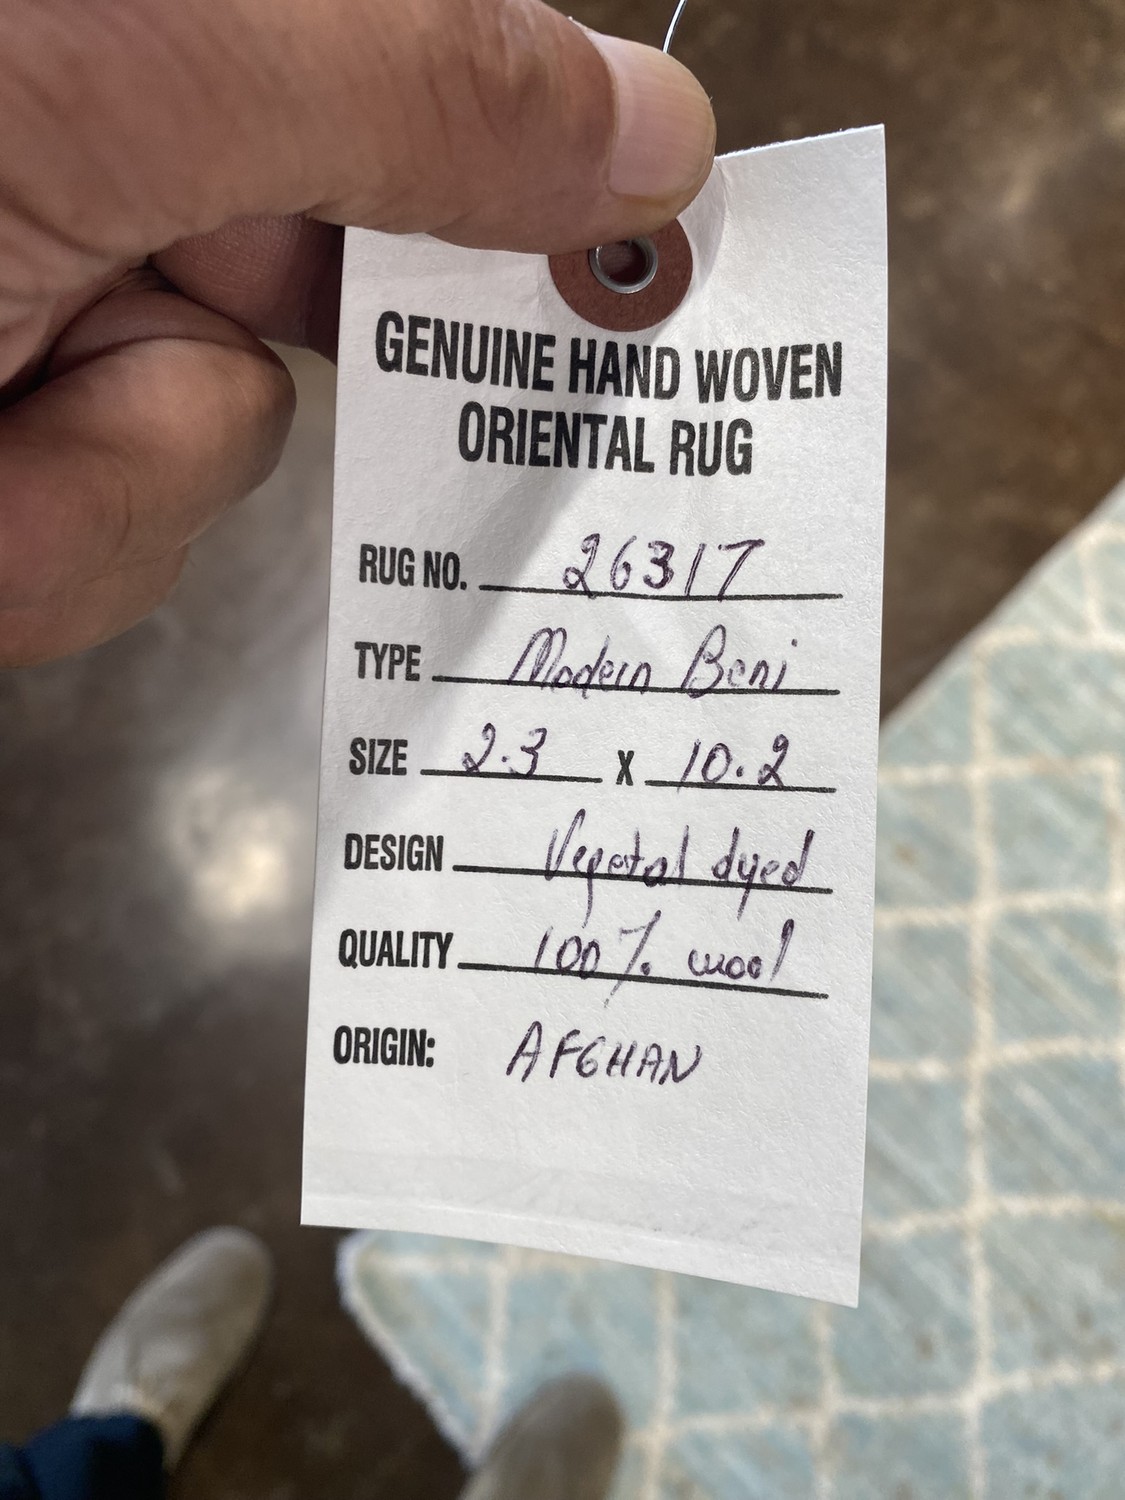 GENUINE HAND WOVEN
ORIENTAL RUG
RUG NO. 26317
TYPE Modern Beni
SIZE 2.3 X 10.2
DESIGN Vegetal dyed
QUALITY 100% wool
ORIGIN: AFGHAN